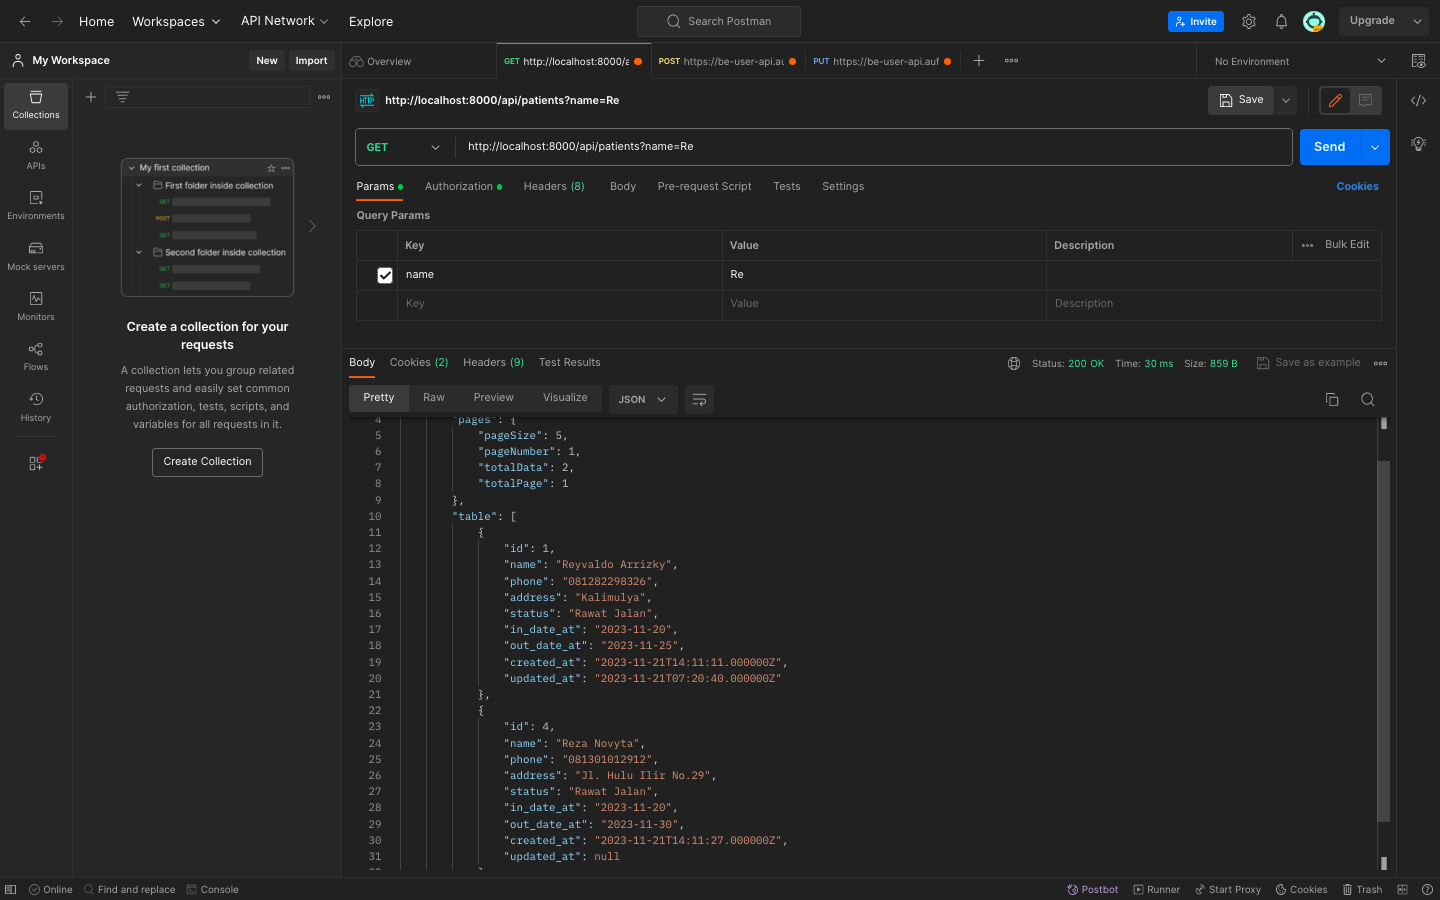 Home
Workspaces
API Network
Explore
Search Postman
Invite
Upgrade
My Workspace
New
Import
Overview
GET http://localhost:8000/a
POST https://be-user-api.au
PUT https://be-user-api.auf
No Environment
Collections
APIs
Environments
Mock servers
Monitors
Flows
History
My first collection
First folder inside collection
GET
POST
GET
Second folder inside collection
GET
GET
Create a collection for your
requests
A collection lets you group related
requests and easily set common
authorization, tests, scripts, and
variables for all requests in it.
Create Collection
HTTP
http://localhost:8000/api/patients?name=Re
Save
GET
http://localhost:8000/api/patients?name=Re
Send
Params
Authorization
Headers (8)
Body
Pre-request Script
Tests
Settings
Cookies
Query Params
Key Value Description Bulk Edit
name Re
Key Value Description
Body
Cookies (2)
Headers (9)
Test Results
Status: 200 OK Time: 30 ms Size: 859 B
Save as example
Pretty
Raw
Preview
Visualize
JSON
4 "pages": {
5 "pageSize": 5,
6 "pageNumber": 1,
7 "totalData": 2,
8 "totalPage": 1
9 },
10 "table": [
11 {
12 "id": 1,
13 "name": "Reyvaldo Arrizky",
14 "phone": "081282298326",
15 "address": "Kalimulya",
16 "status": "Rawat Jalan",
17 "in_date_at": "2023-11-20",
18 "out_date_at": "2023-11-25",
19 "created_at": "2023-11-21T14:11:11.000000Z",
20 "updated_at": "2023-11-21T07:20:40.000000Z"
21 },
22 {
23 "id": 4,
24 "name": "Reza Novyta",
25 "phone": "081301012912",
26 "address": "Jl. Hulu Ilir No.29",
27 "status": "Rawat Jalan",
28 "in_date_at": "2023-11-20",
29 "out_date_at": "2023-11-30",
30 "created_at": "2023-11-21T14:11:27.000000Z",
31 "updated_at": null
Online
Find and replace
Console
Postbot
Runner
Start Proxy
Cookies
Trash